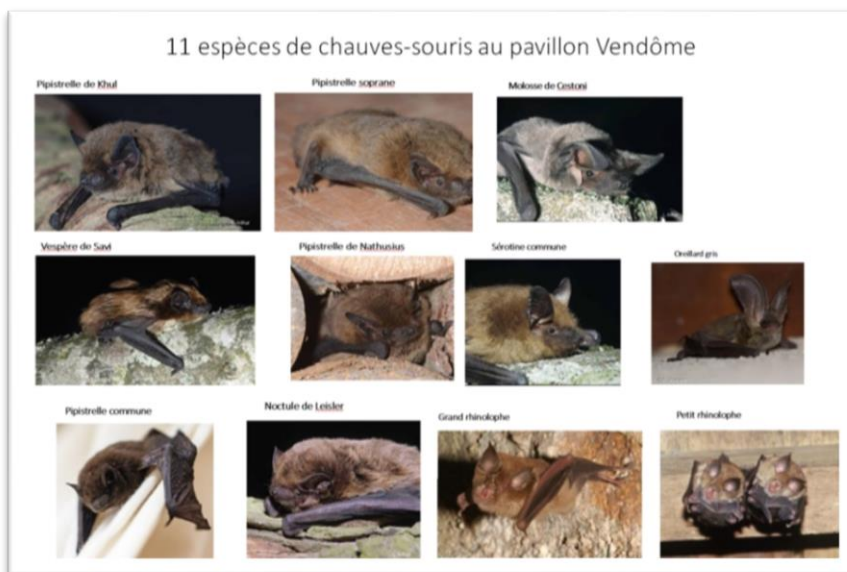 11 espèces de chauves-souris au pavillon Vendôme
Pipistrelle de Khul
Pipistrelle soprane
Molosse de Cestoni
Vespère de Savi
Pipistrelle de Nathusius
Sérotine commune
Oreillard gris
Pipistrelle commune
Noctule de Leisler
Grand rhinolophe
Petit rhinolophe